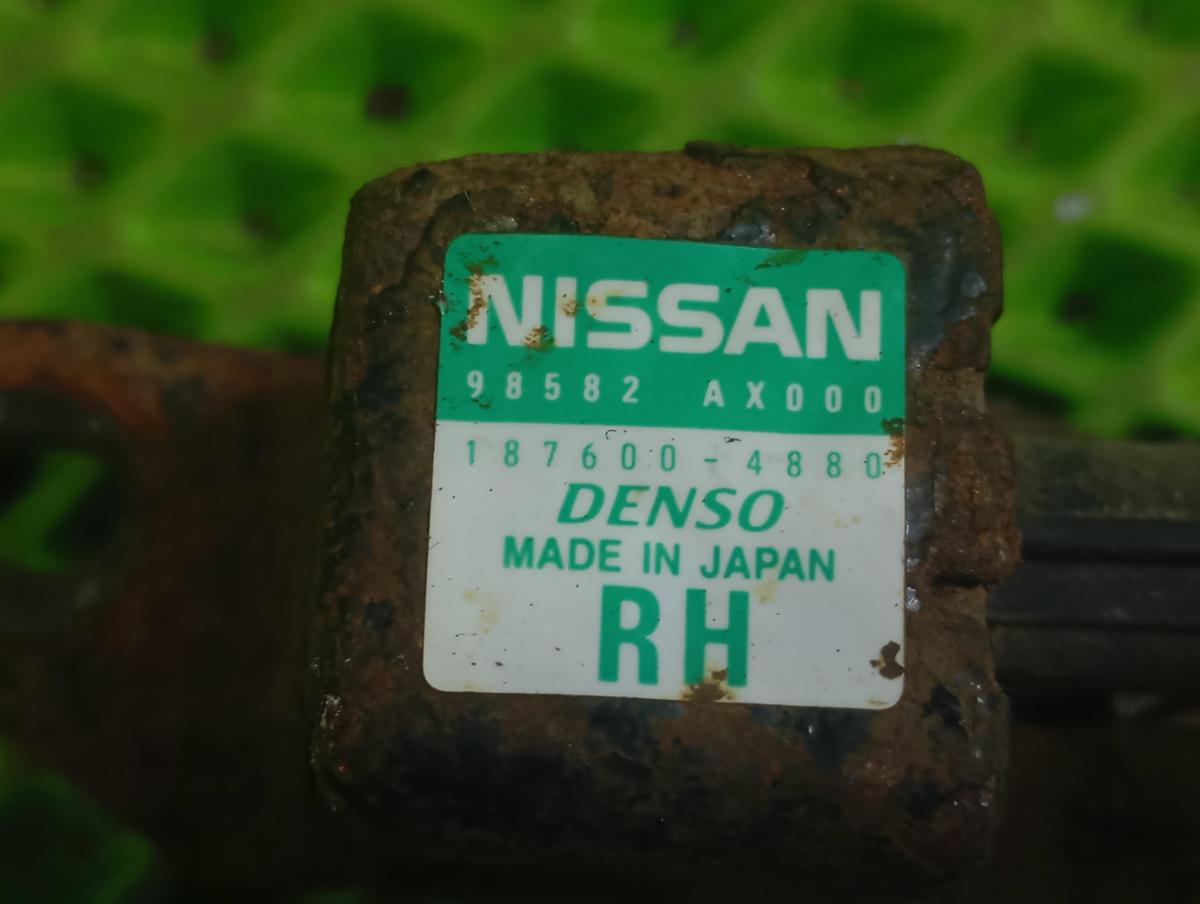 NISSAN
98582 AX000
187600-4880
DENSO
MADE IN JAPAN
RH